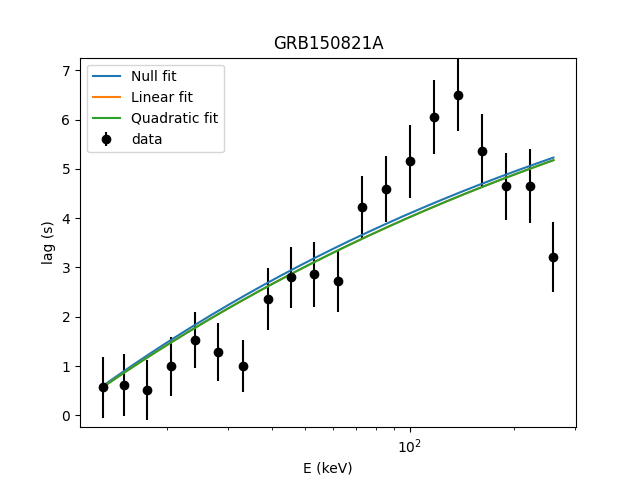 GRB150821A
Null fit
Linear fit
Quadratic fit
data
lag (s)
7
6
5
4
3
2
1
0
10²
E (keV)